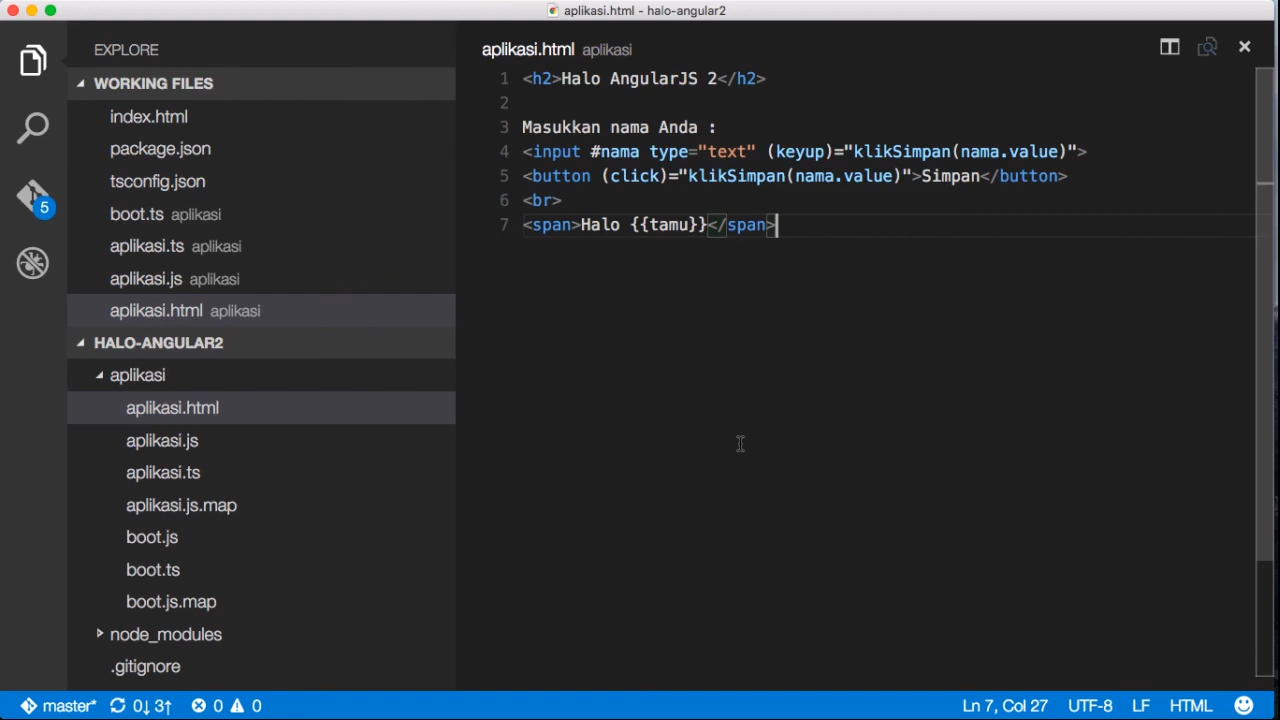 aplikasi.html - halo-angular2
EXPLORE
WORKING FILES
index.html
package.json
tsconfig.json
boot.ts aplikasi
aplikasi.ts aplikasi
aplikasi.js aplikasi
aplikasi.html aplikasi
HALO-ANGULAR2
aplikasi
aplikasi.html
aplikasi.js
aplikasi.ts
aplikasi.js.map
boot.js
boot.ts
boot.js.map
node_modules
.gitignore
5
aplikasi.html aplikasi
1 <h2>Halo AngularJS 2</h2>
2
3 Masukkan nama Anda :
4 <input #nama type="text" (keyup)="klikSimpan(nama.value)">
5 <button (click)="klikSimpan(nama.value)">Simpan</button>
6 <br>
7 <span>Halo {{tamu}}</span>
master* 0↓ 3↑ 0 0 Ln 7, Col 27 UTF-8 LF HTML